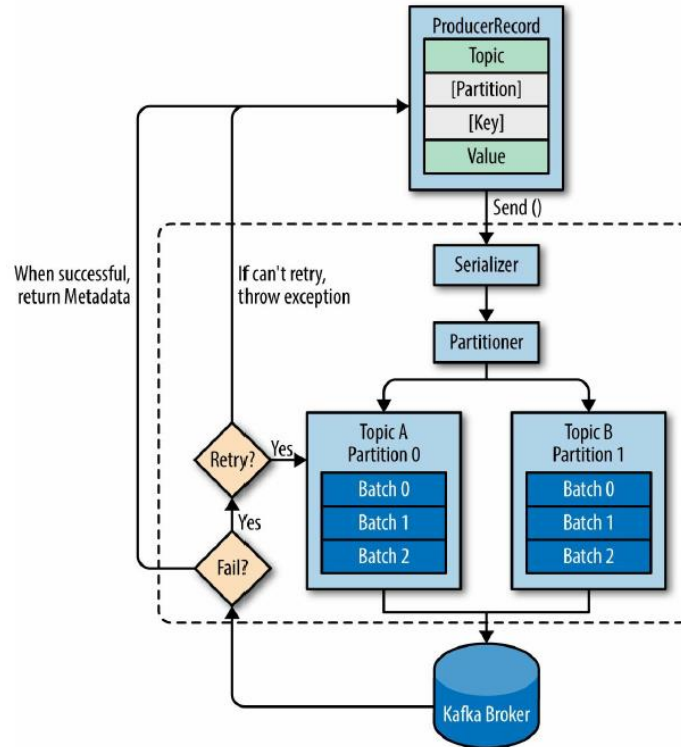 ProducerRecord
Topic
[Partition]
[Key]
Value
Send ()
Serializer
Partitioner
When successful,
return Metadata
If can't retry,
throw exception
Topic A
Partition 0
Batch 0
Batch 1
Batch 2
Topic B
Partition 1
Batch 0
Batch 1
Batch 2
Retry?
Yes
Yes
Fail?
Kafka Broker